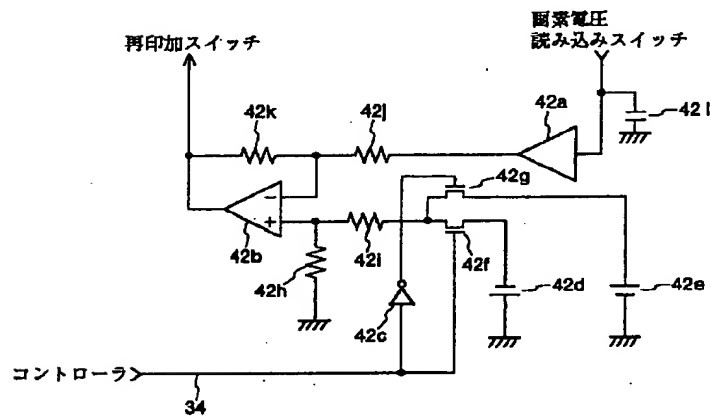 画素電圧
読み込みスイッチ
再印加スイッチ
42k
42j
42a
42l
42g
−
+
42b
42i
42f
42h
42d
42e
42c
コントローラ
34